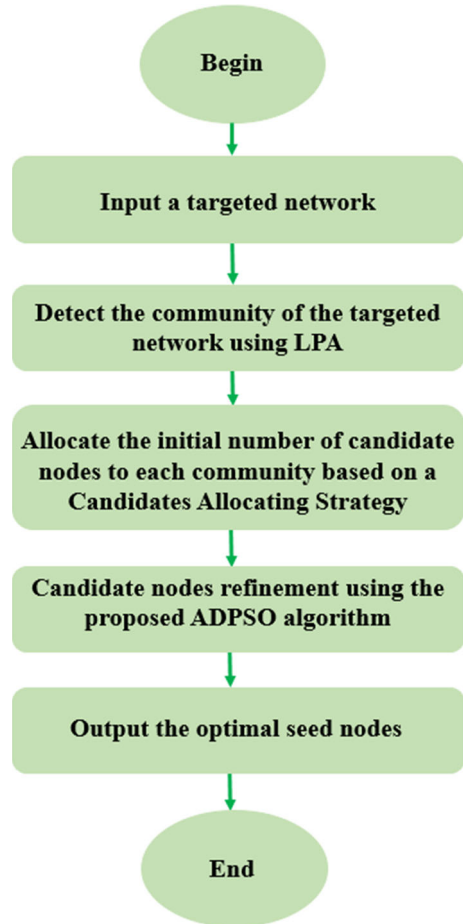 Begin
Input a targeted network
Detect the community of the targeted
network using LPA
Allocate the initial number of candidate
nodes to each community based on a
Candidates Allocating Strategy
Candidate nodes refinement using the
proposed ADPSO algorithm
Output the optimal seed nodes
End